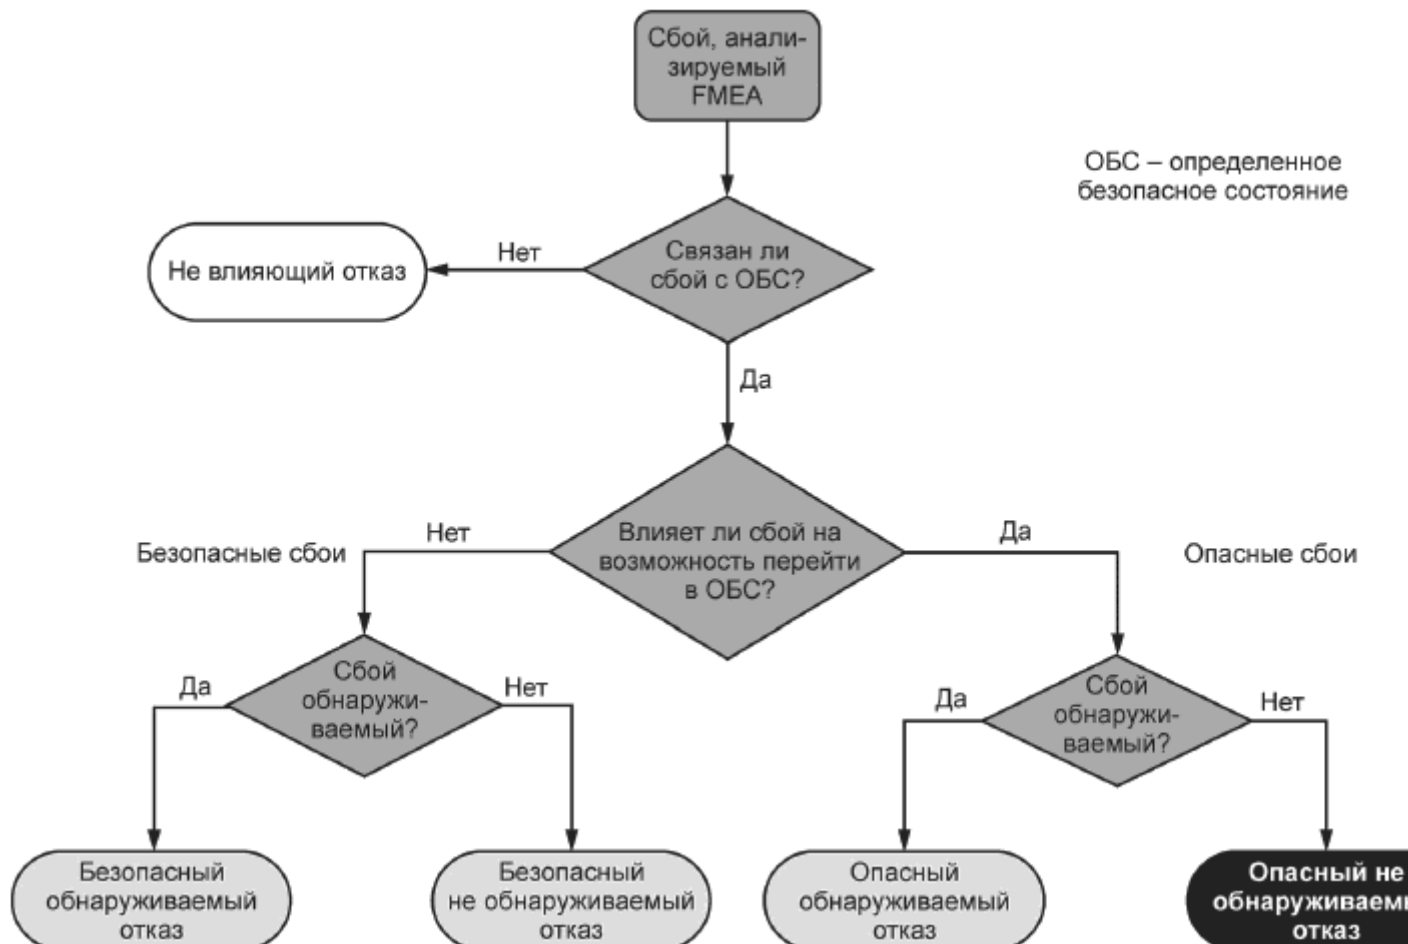 Сбой, анали-
зируемый
FMEA
ОБС – определенное
безопасное состояние
Нет
Связан ли
сбой с ОБС?
Не влияющий отказ
Да
Нет
Влияет ли сбой на
возможность перейти
в ОБС?
Да
Безопасные сбои
Опасные сбои
Да
Сбой
обнаружи-
ваемый?
Нет
Да
Сбой
обнаружи-
ваемый?
Нет
Безопасный
обнаруживаемый
отказ
Безопасный
не обнаруживаемый
отказ
Опасный
обнаруживаемый
отказ
Опасный не
обнаруживаемы
отказ